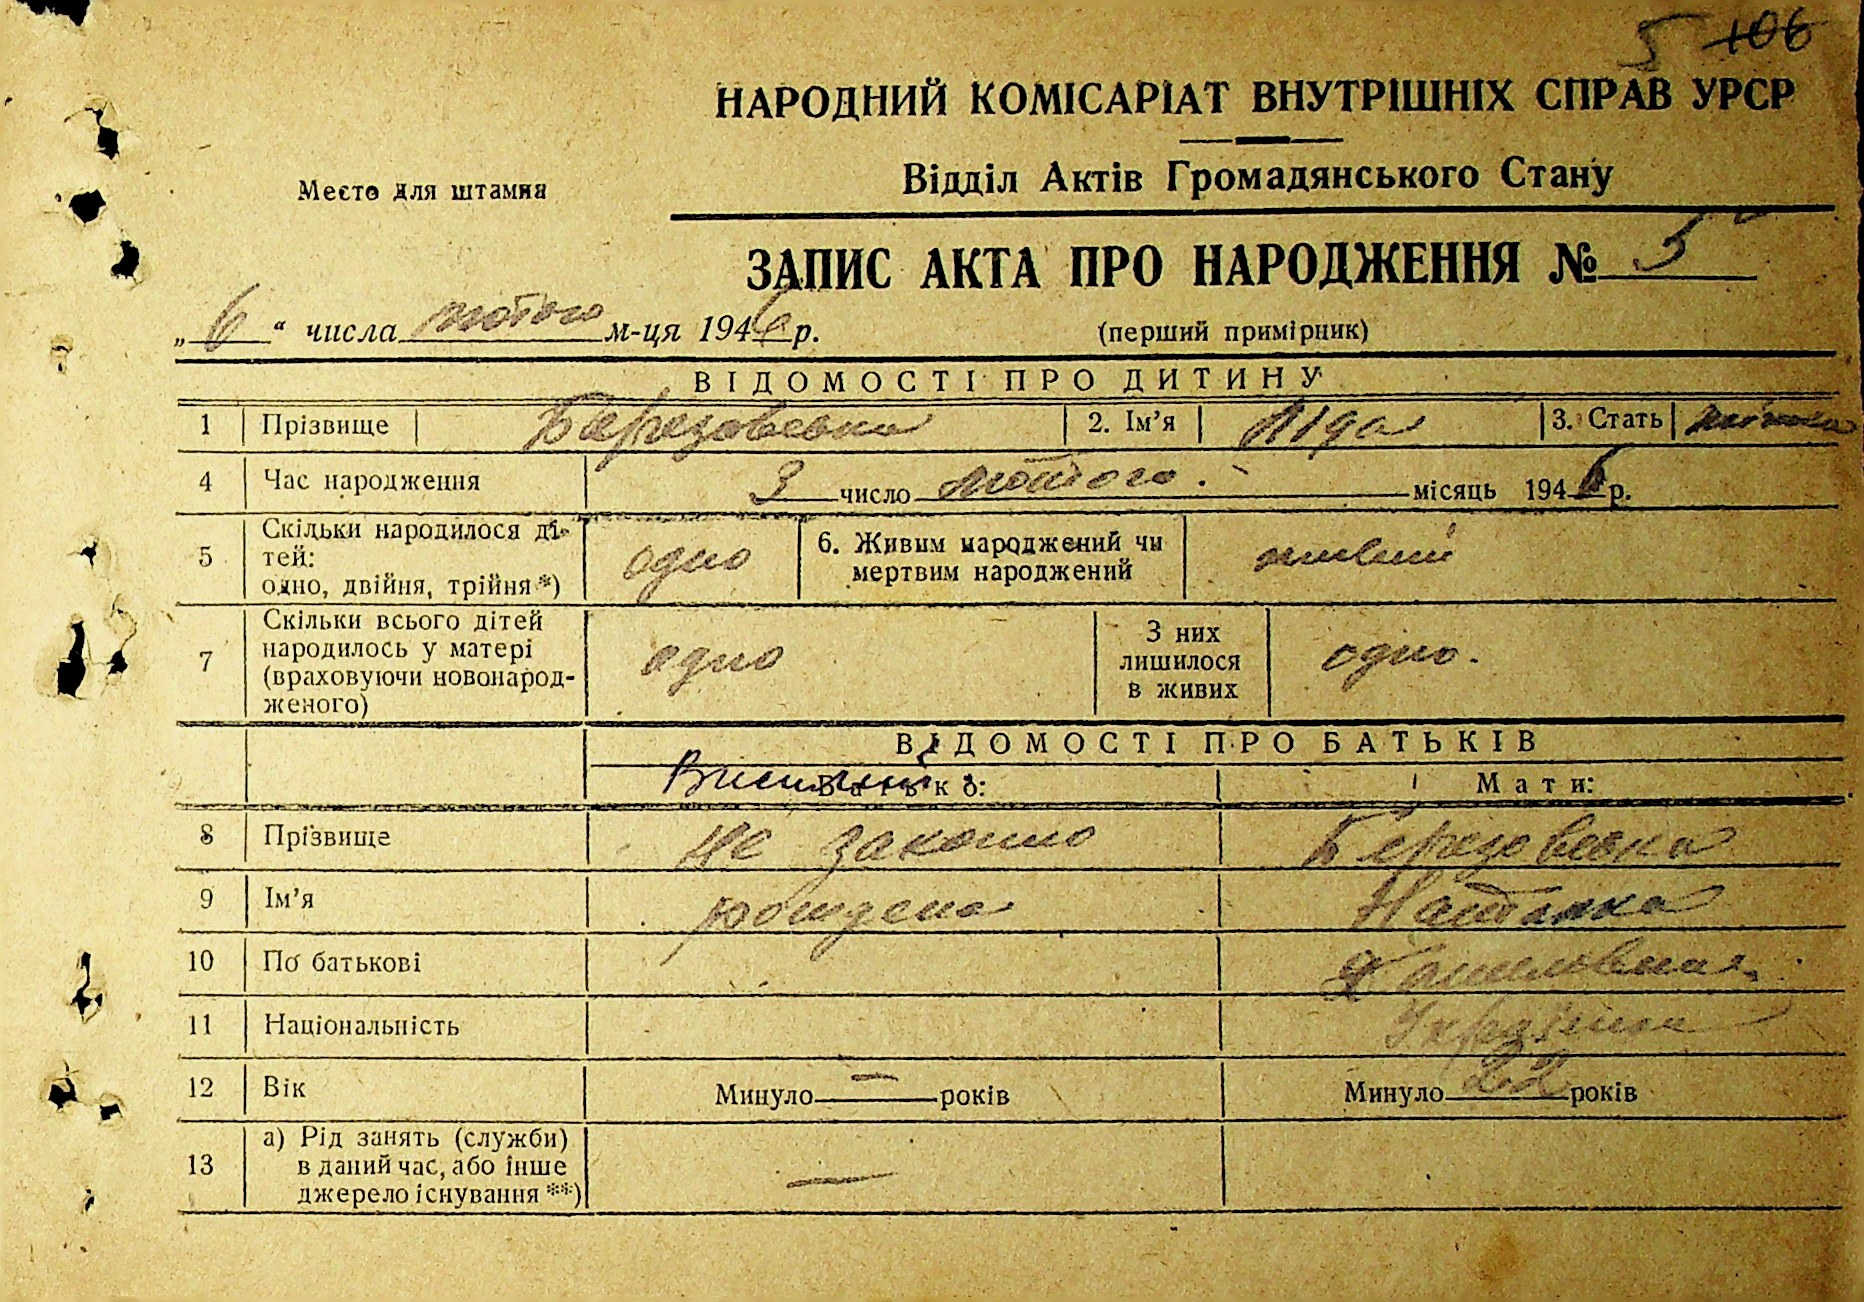 5 106
НАРОДНИЙ КОМІСАРІАТ ВНУТРІШНІХ СПРАВ УРСР
Место для штампа
Відділ Актів Громадянського Стану
ЗАПИС АКТА ПРО НАРОДЖЕННЯ № 5
„ 6 “ числа лютого м-ця 1946 р.
(перший примірник)
ВІДОМОСТІ ПРО ДИТИНУ
1 Прізвище Березовська 2. Ім'я Ліда 3. Стать
4 Час народження 3 число лютого місяць 1946 р.
5 Скільки народилося ді-
тей:
одно, двійня, трійня *) одно 6. Живим народжений чи
мертвим народжений живий
7 Скільки всього дітей
народилось у матері
(враховуючи новонарод-
женого) одно З них
лишилося
в живих одно.
ВІДОМОСТІ ПРО БАТЬКІВ
Батько: Мати:
8 Прізвище не законно Березовська
9 Ім'я рождена Наталка
10 По батькові
11 Національність Українка
12 Вік Минуло — років Минуло 22 років
13 а) Рід занять (служби)
в даний час, або інше
джерело існування **) —